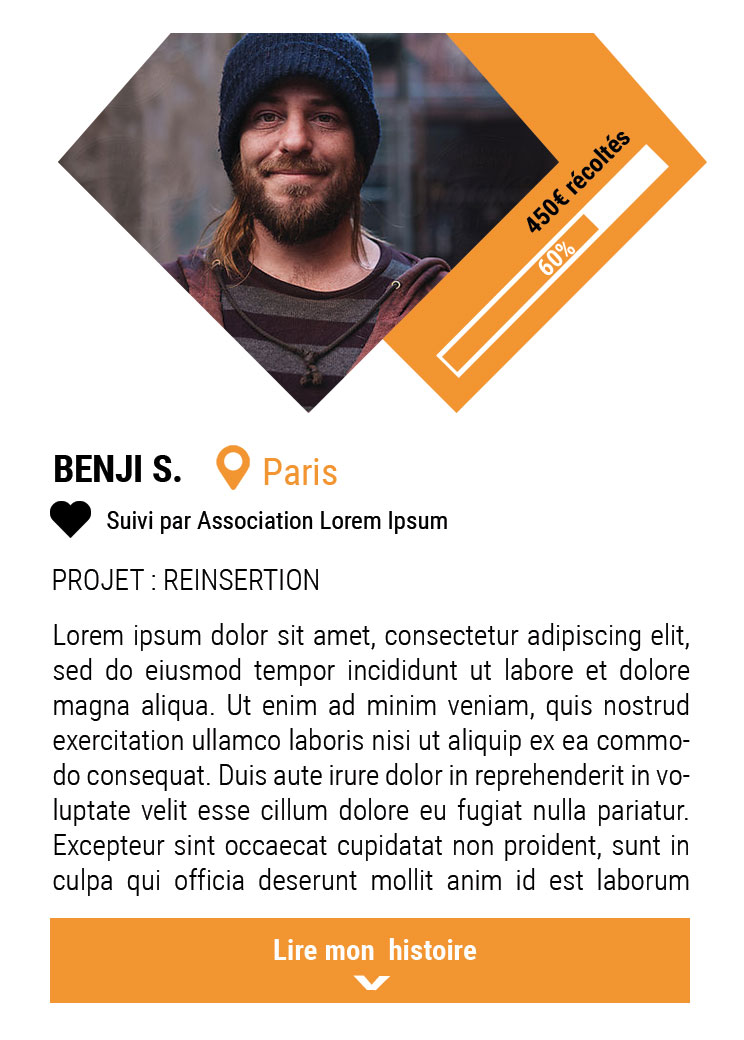 450€ récoltés
60%
BENJI S.
Paris
Suivi par Association Lorem Ipsum
PROJET : REINSERTION
Lorem ipsum dolor sit amet, consectetur adipiscing elit,
sed do eiusmod tempor incididunt ut labore et dolore
magna aliqua. Ut enim ad minim veniam, quis nostrud
exercitation ullamco laboris nisi ut aliquip ex ea commo-
do consequat. Duis aute irure dolor in reprehenderit in vo-
luptate velit esse cillum dolore eu fugiat nulla pariatur.
Excepteur sint occaecat cupidatat non proident, sunt in
culpa qui officia deserunt mollit anim id est laborum
Lire mon  histoire